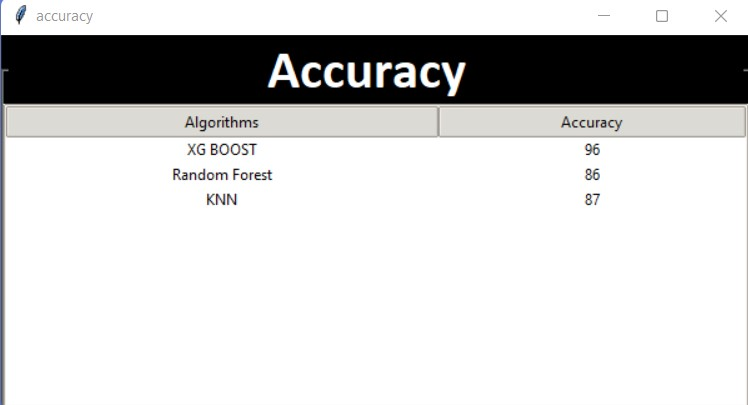 accuracy
Accuracy
Algorithms Accuracy
XG BOOST 96
Random Forest 86
KNN 87